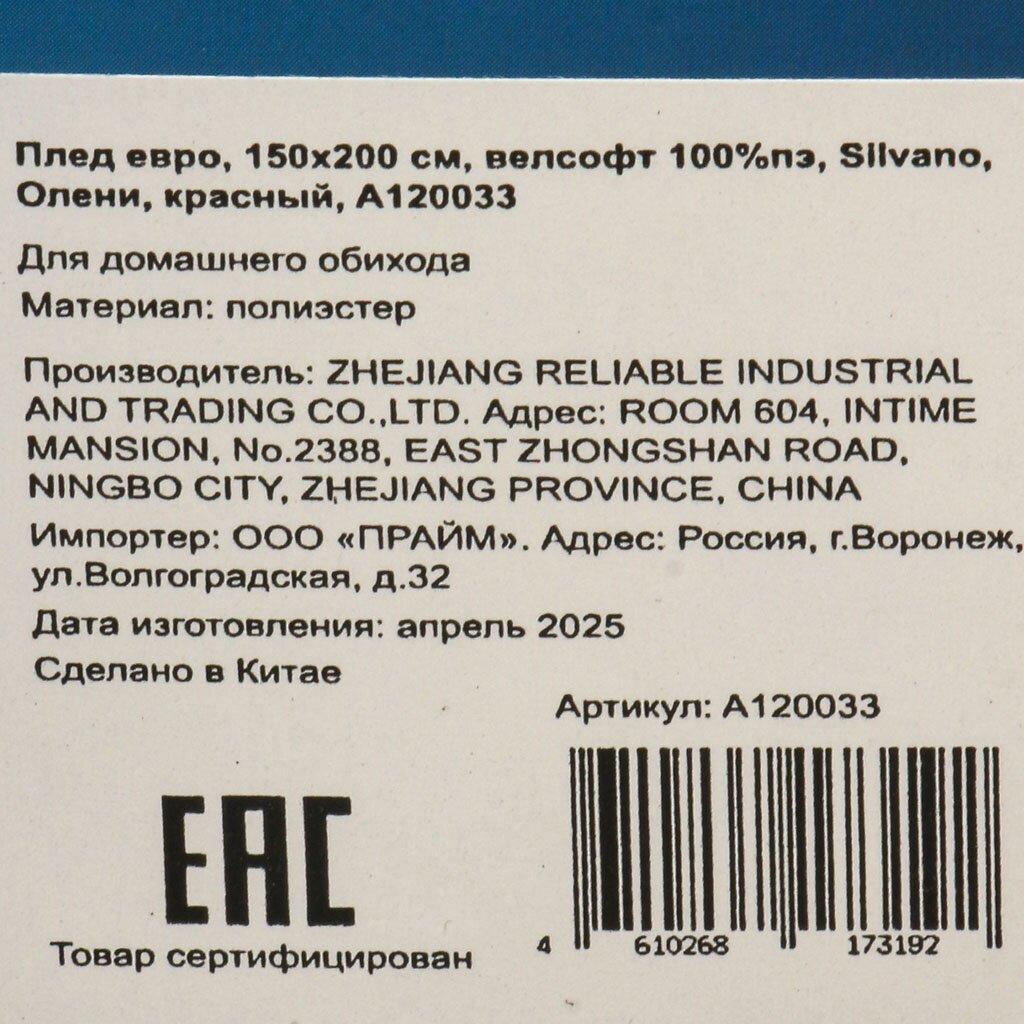 Плед евро, 150х200 см, велсофт 100%пэ, Silvano,
Олени, красный, А120033
Для домашнего обихода
Материал: полиэстер
Производитель: ZHEJIANG RELIABLE INDUSTRIAL
AND TRADING CO.,LTD. Адрес: ROOM 604, INTIME
MANSION, No.2388, EAST ZHONGSHAN ROAD,
NINGBO CITY, ZHEJIANG PROVINCE, CHINA
Импортер: ООО «ПРАЙМ». Адрес: Россия, г.Воронеж,
ул.Волгоградская, д.32
Дата изготовления: апрель 2025
Сделано в Китае
Артикул: А120033
EAC
Товар сертифицирован
4 610268 173192